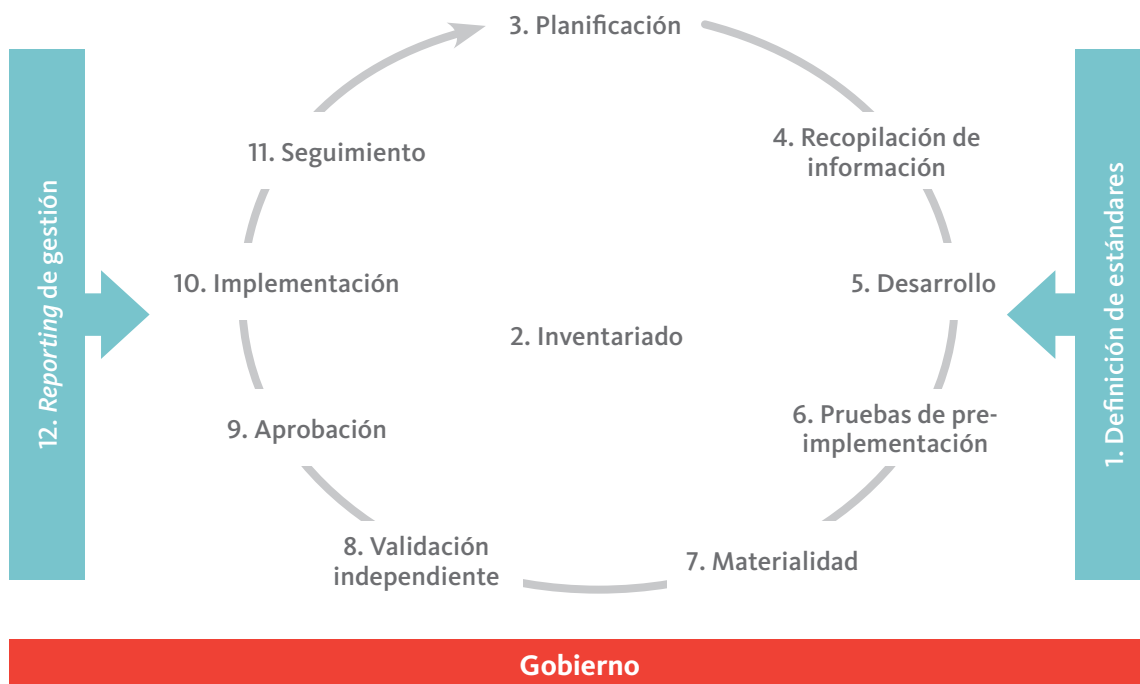 3. Planificación
4. Recopilación de
información
5. Desarrollo
6. Pruebas de pre-
implementación
7. Materialidad
8. Validación
independiente
9. Aprobación
10. Implementación
11. Seguimiento
2. Inventariado
12. Reporting de gestión
1. Definición de estándares
Gobierno